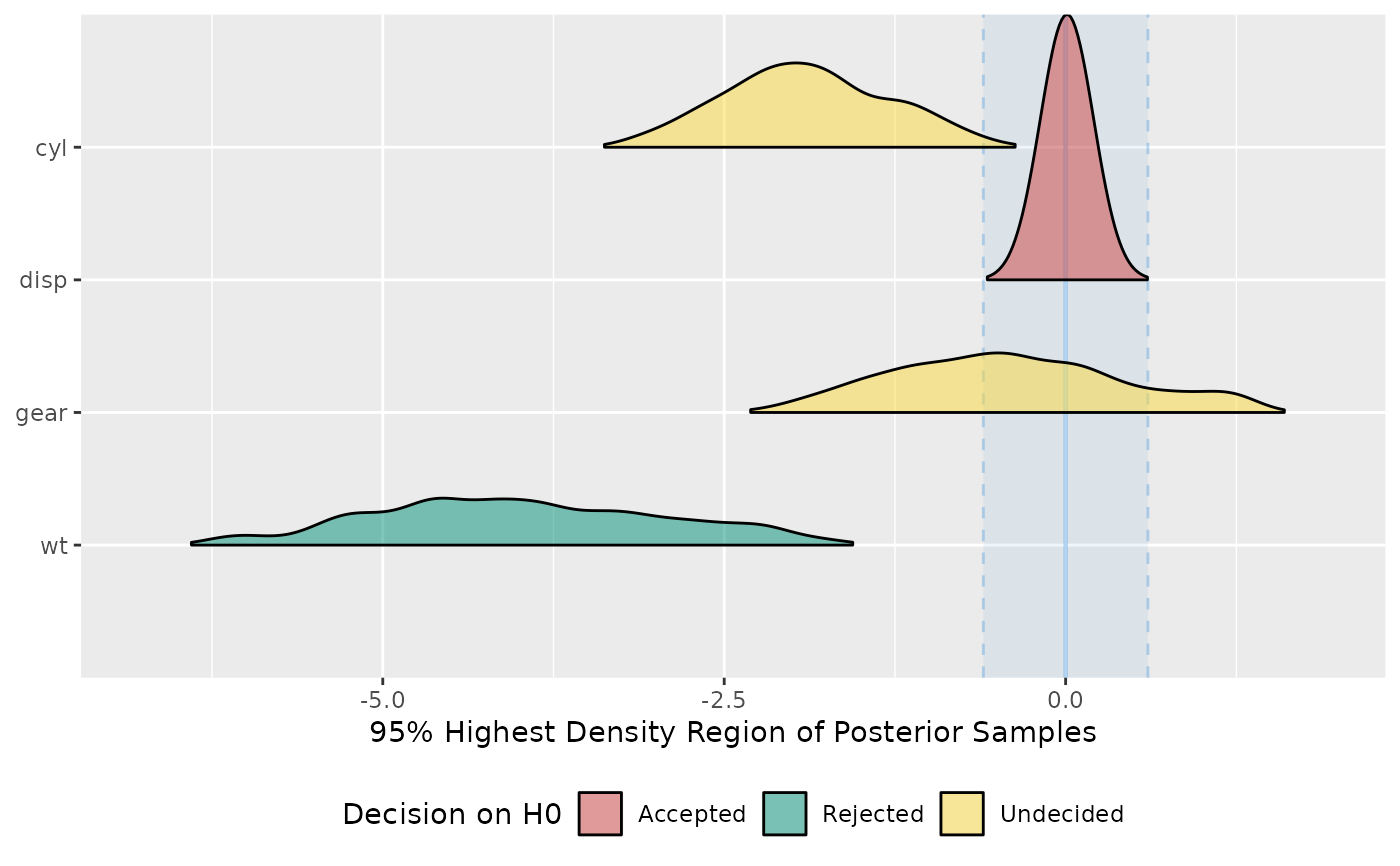 cyl
disp
gear
wt
-5.0 -2.5 0.0
95% Highest Density Region of Posterior Samples
Decision on H0 Accepted Rejected Undecided